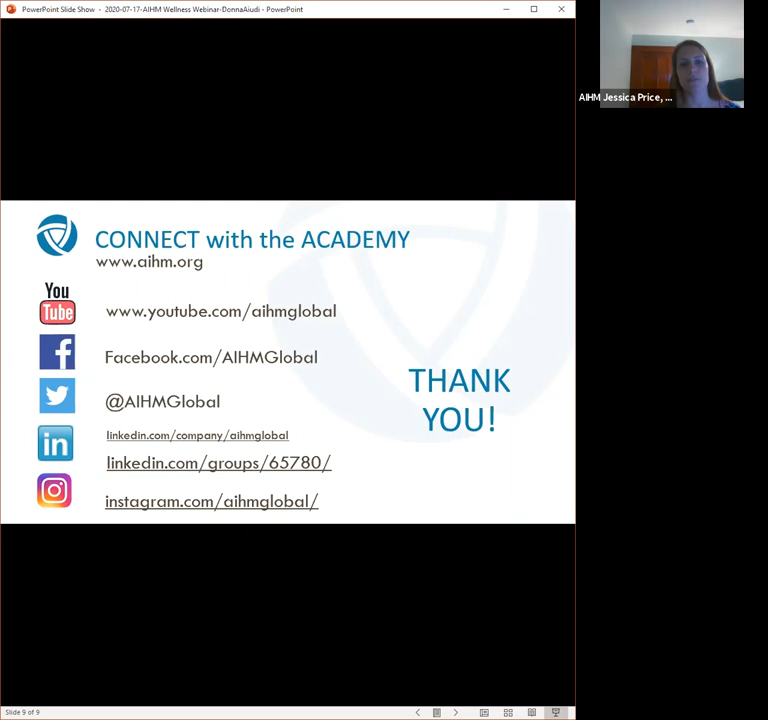 PowerPoint Slide Show - 2020-07-17-AIHM Wellness Webinar-DonnaAiudi - PowerPoint
AIHM Jessica Price, ...
CONNECT with the ACADEMY
www.aihm.org
You
Tube
www.youtube.com/aihmglobal
f
Facebook.com/AIHMGlobal
@AIHMGlobal
THANK
YOU!
in
linkedin.com/company/aihmglobal
linkedin.com/groups/65780/
instagram.com/aihmglobal/
Slide 9 of 9